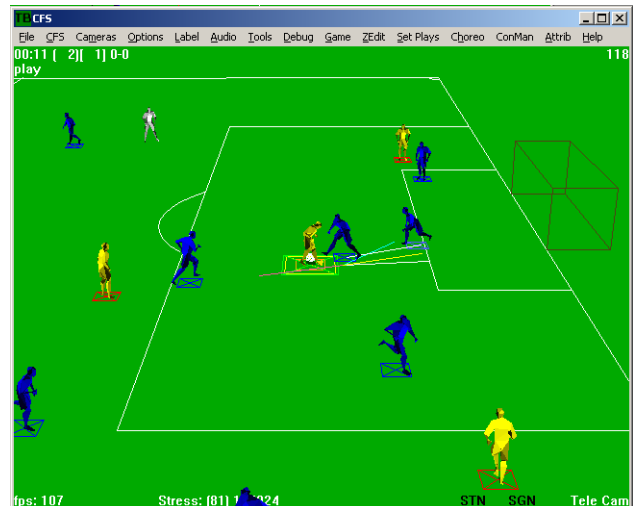 TB CFS
File CFS Cameras Options Label Audio Tools Debug Game ZEdit Set Plays Choreo ConMan Attrib Help
00:11 [ 2][ 1] 0-0 118
play
fps: 107 Stress: [81] STN SGN Tele Cam